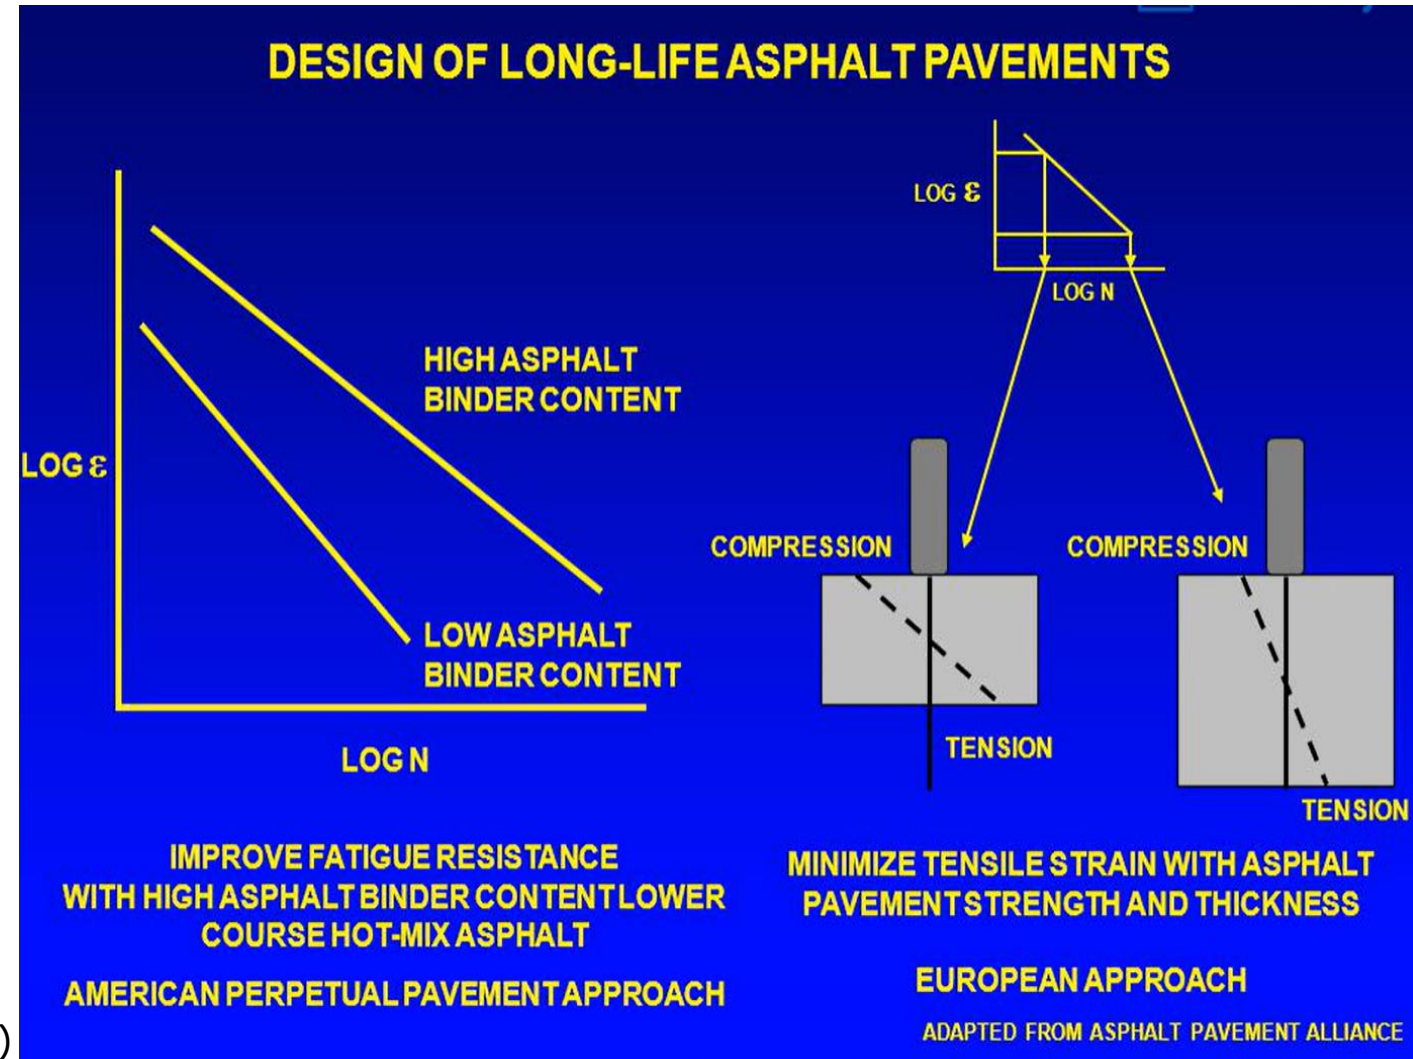 DESIGN OF LONG-LIFE ASPHALT PAVEMENTS
LOG ε
HIGH ASPHALT
BINDER CONTENT
LOW ASPHALT
BINDER CONTENT
LOG N
IMPROVE FATIGUE RESISTANCE
WITH HIGH ASPHALT BINDER CONTENT LOWER
COURSE HOT-MIX ASPHALT
AMERICAN PERPETUAL PAVEMENT APPROACH
LOG ε
LOG N
COMPRESSION
TENSION
COMPRESSION
TENSION
MINIMIZE TENSILE STRAIN WITH ASPHALT
PAVEMENT STRENGTH AND THICKNESS
EUROPEAN APPROACH
ADAPTED FROM ASPHALT PAVEMENT ALLIANCE
)